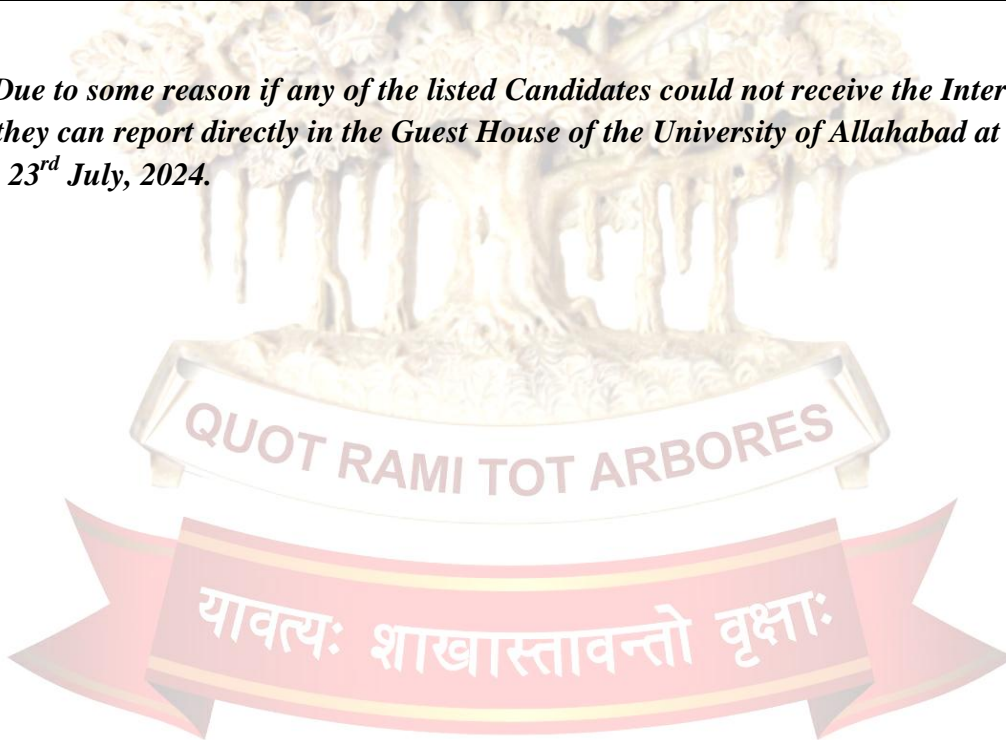 Due to some reason if any of the listed Candidates could not receive the Inter
they can report directly in the Guest House of the University of Allahabad at
23rd July, 2024.
QUOT RAMI TOT ARBORES
यावत्यः शाखास्तावन्तो वृक्षाः